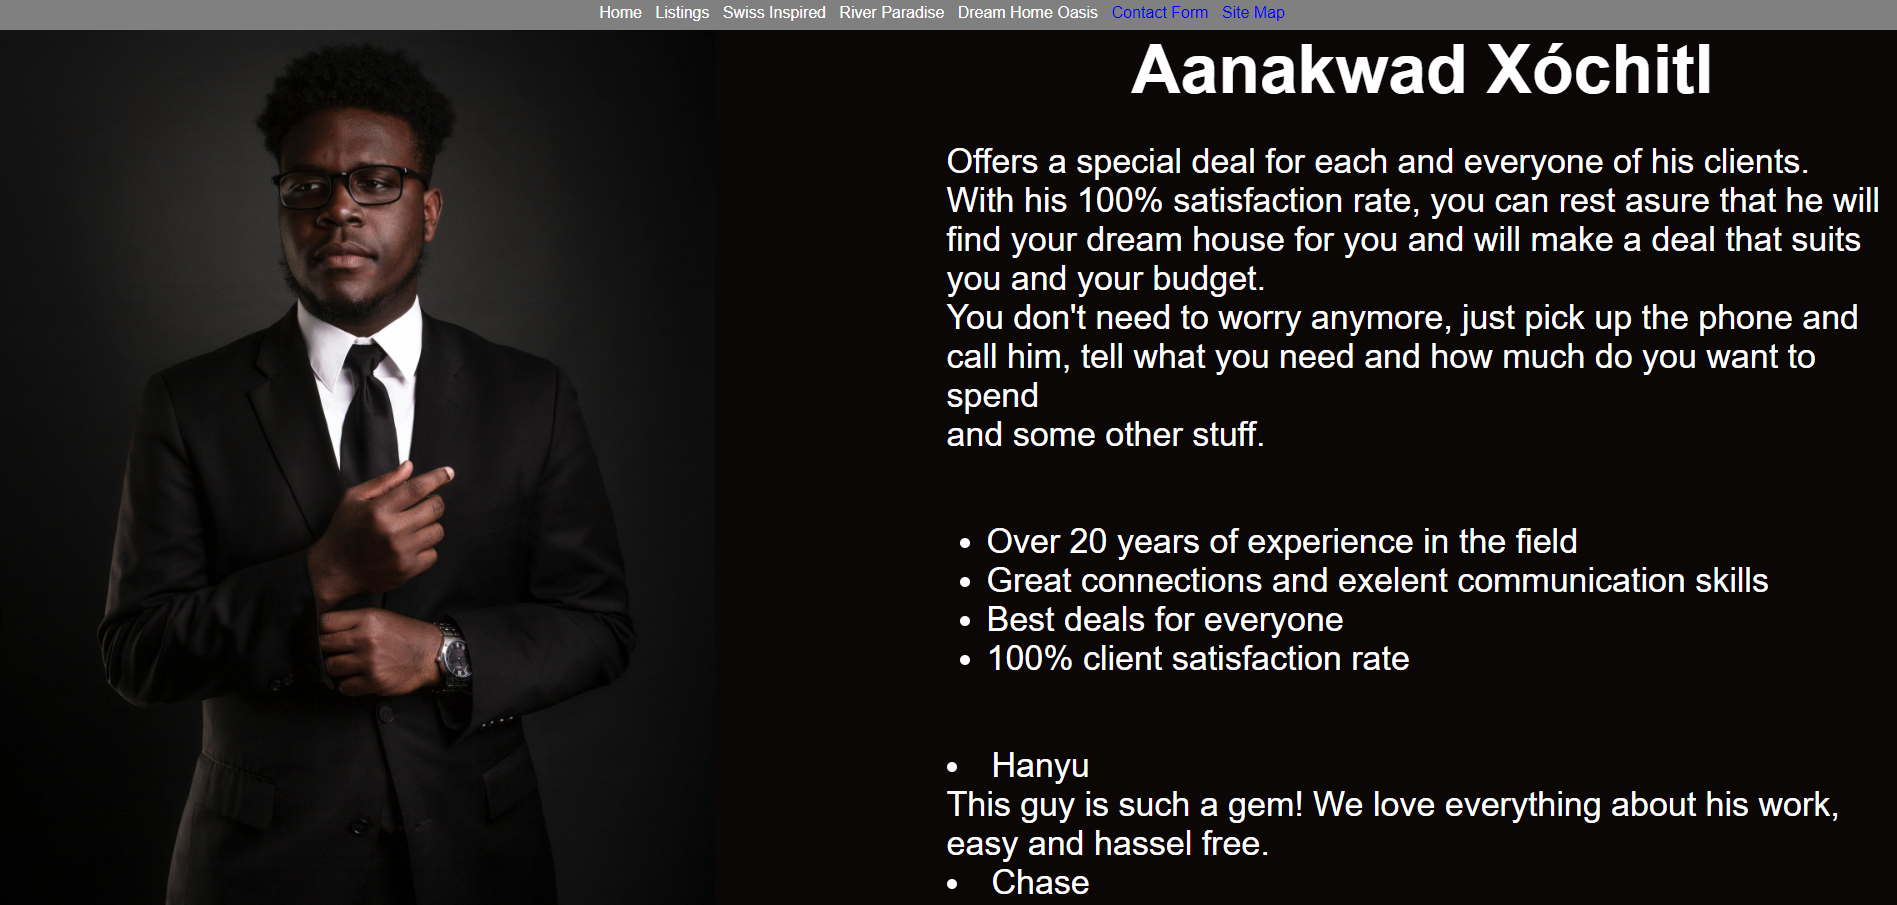 Home Listings Swiss Inspired River Paradise Dream Home Oasis Contact Form Site Map
Aanakwad Xóchitl
Offers a special deal for each and everyone of his clients.
With his 100% satisfaction rate, you can rest asure that he will
find your dream house for you and will make a deal that suits
you and your budget.
You don't need to worry anymore, just pick up the phone and
call him, tell what you need and how much do you want to
spend
and some other stuff.
• Over 20 years of experience in the field
• Great connections and exelent communication skills
• Best deals for everyone
• 100% client satisfaction rate
• Hanyu
This guy is such a gem! We love everything about his work,
easy and hassel free.
• Chase